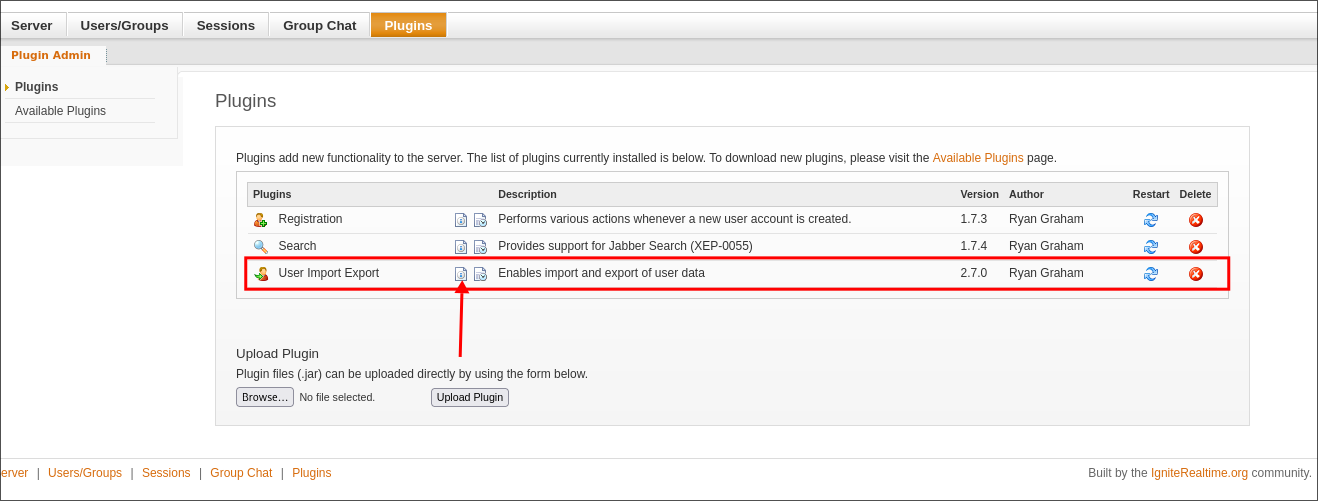 Server Users/Groups Sessions Group Chat Plugins
Plugin Admin
Plugins
Available Plugins
Plugins
Plugins add new functionality to the server. The list of plugins currently installed is below. To download new plugins, please visit the Available Plugins page.
Plugins Description Version Author Restart Delete
Registration Performs various actions whenever a new user account is created. 1.7.3 Ryan Graham
Search Provides support for Jabber Search (XEP-0055) 1.7.4 Ryan Graham
User Import Export Enables import and export of user data 2.7.0 Ryan Graham
Upload Plugin
Plugin files (.jar) can be uploaded directly by using the form below.
Browse... No file selected. Upload Plugin
erver | Users/Groups | Sessions | Group Chat | Plugins Built by the IgniteRealtime.org community.